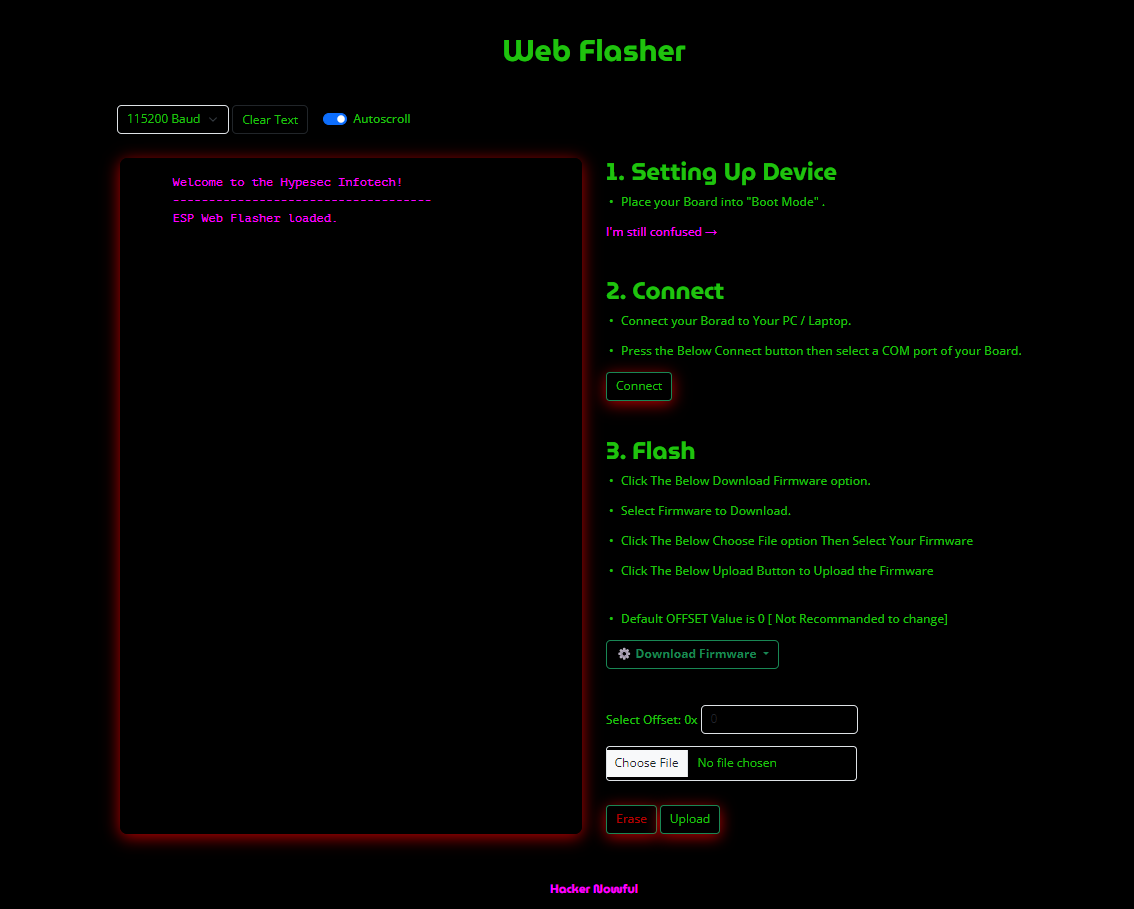 Web Flasher
115200 Baud
Clear Text
Autoscroll
Welcome to the Hypesec Infotech!
------------------------------------
ESP Web Flasher loaded.
1. Setting Up Device
• Place your Board into "Boot Mode" .
I'm still confused →
2. Connect
• Connect your Borad to Your PC / Laptop.
• Press the Below Connect button then select a COM port of your Board.
Connect
3. Flash
• Click The Below Download Firmware option.
• Select Firmware to Download.
• Click The Below Choose File option Then Select Your Firmware
• Click The Below Upload Button to Upload the Firmware
• Default OFFSET Value is 0 [ Not Recommanded to change]
Download Firmware
Select Offset: 0x 0
Choose File No file chosen
Erase Upload
Hacker Nowful